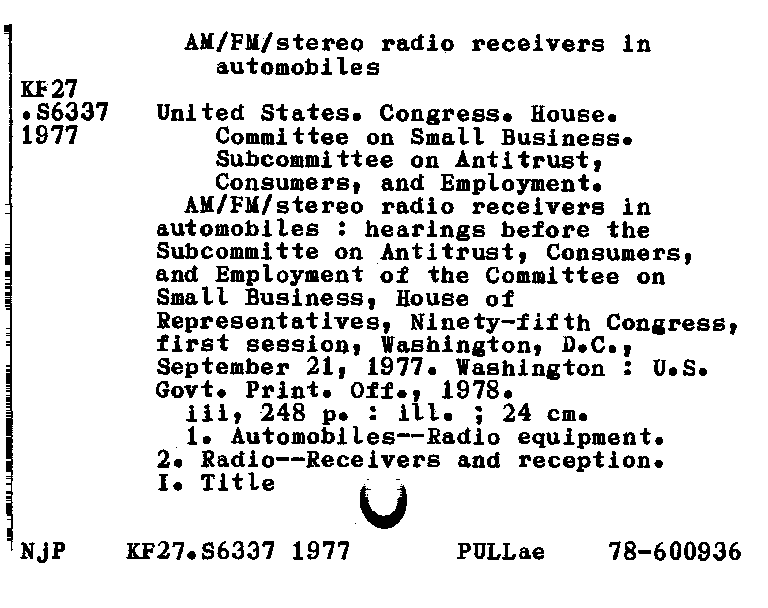 AM/FM/stereo radio receivers in
automobiles
KF27
.S6337 United States. Congress. House.
1977 Committee on Small Business.
Subcommittee on Antitrust,
Consumers, and Employment.
AM/FM/stereo radio receivers in
automobiles : hearings before the
Subcommitte on Antitrust, Consumers,
and Employment of the Committee on
Small Business, House of
Representatives, Ninety-fifth Congress,
first session, Washington, D.C.,
September 21, 1977. Washington : U.S.
Govt. Print. Off., 1978.
iii, 248 p. : ill. ; 24 cm.
1. Automobiles--Radio equipment.
2. Radio--Receivers and reception.
I. Title
NjP KF27.S6337 1977 PULLae 78-600936